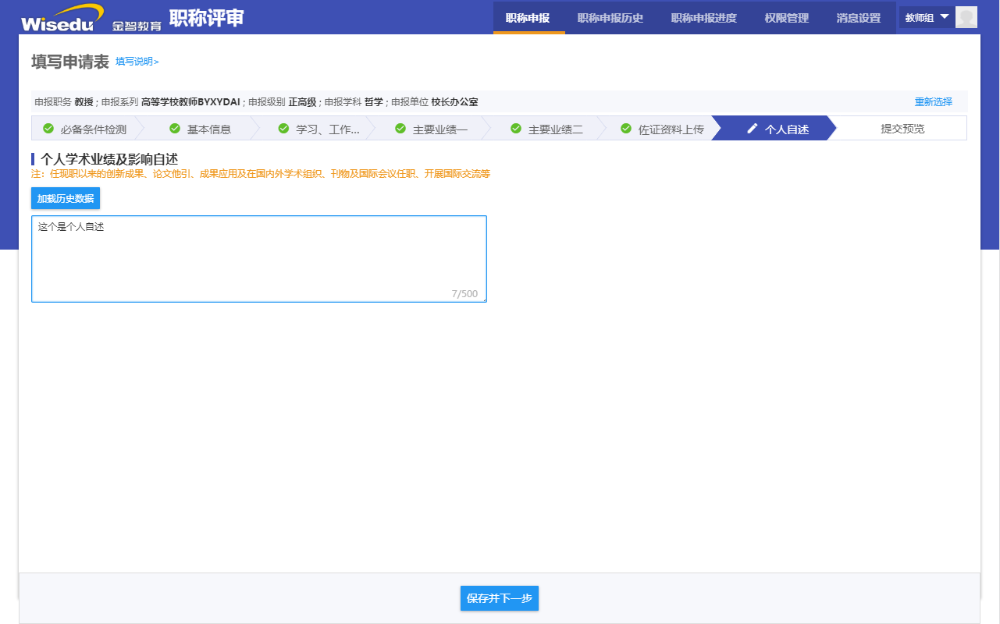 Wisedu 金智教育 职称评审 职称申报 职称申报历史 职称申报进度 权限管理 消息设置 教师组
填写申请表 填写说明>
申报职务 教授 ; 申报系列 高等学校教师BYXYDAI ; 申报级别 正高级 ; 申报学科 哲学 ; 申报单位 校长办公室 重新选择
必备条件检测 基本信息 学习、工作... 主要业绩一 主要业绩二 佐证资料上传 个人自述 提交预览
个人学术业绩及影响自述
注：任现职以来的创新成果、论文他引、成果应用及在国内外学术组织、刊物及国际会议任职、开展国际交流等
加载历史数据
这个是个人自述
7/500
保存并下一步